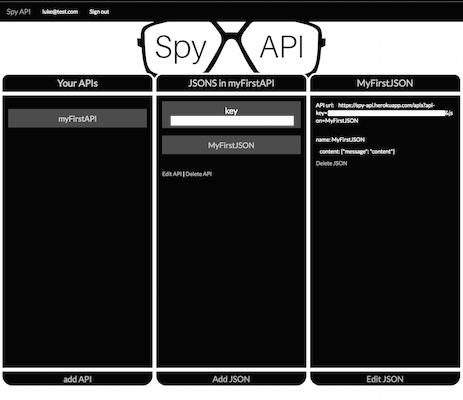 Spy API luke@test.com Sign out
Spy API
Your APIs
myFirstAPI
add API
JSONS in myFirstAPI
key
MyFirstJSON
Edit API | Delete API
Add JSON
MyFirstJSON
API url: https://spy-api.herokuapp.com/apis?api-
key= &js
on=MyFirstJSON
name: MyFirstJSON
content: {"message": "content"}
Delete JSON
Edit JSON